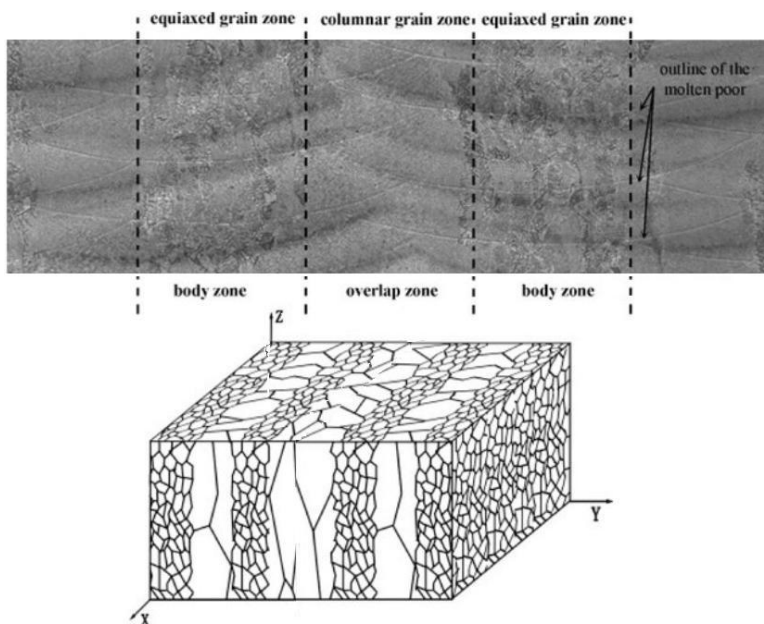 equiaxed grain zone columnar grain zone equiaxed grain zone
outline of the
molten poor
body zone overlap zone body zone
Z
Y
X